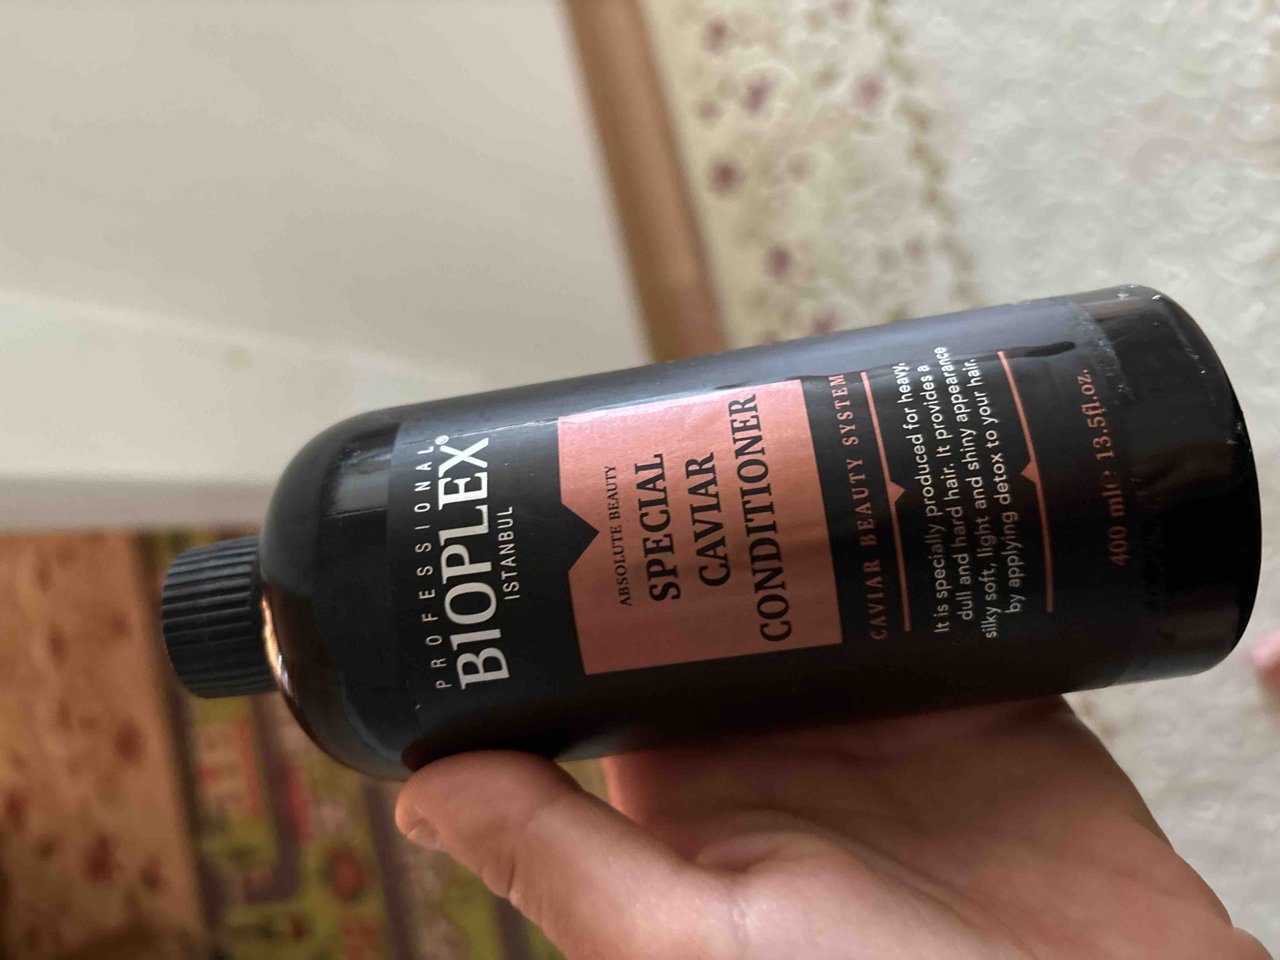 PROFESSIONAL
BIOPLEX®
ISTANBUL
ABSOLUTE BEAUTY
SPECIAL
CAVIAR
CONDITIONER
CAVIAR BEAUTY SYSTEM
It is specially produced for heavy,
dull and hard hair. It provides a
silky soft, light and shiny appearance
by applying detox to your hair.
400 ml℮ 13.5fl.oz.